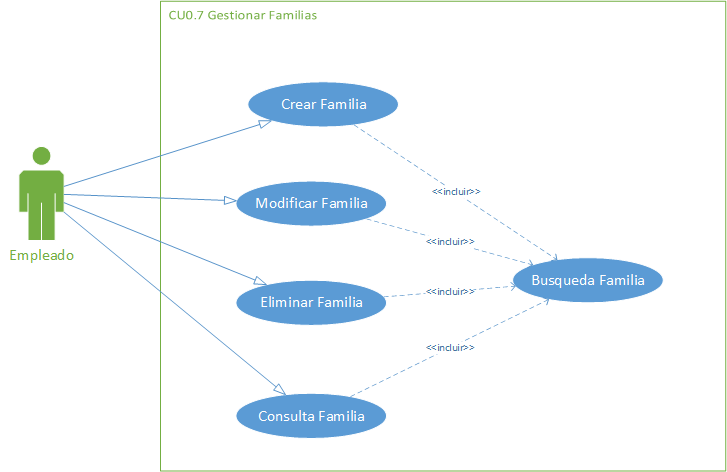 CU0.7 Gestionar Familias
Crear Familia
<<incluir>>
Modificar Familia
<<incluir>>
Empleado
Busqueda Familia
<<incluir>>
Eliminar Familia
<<incluir>>
Consulta Familia